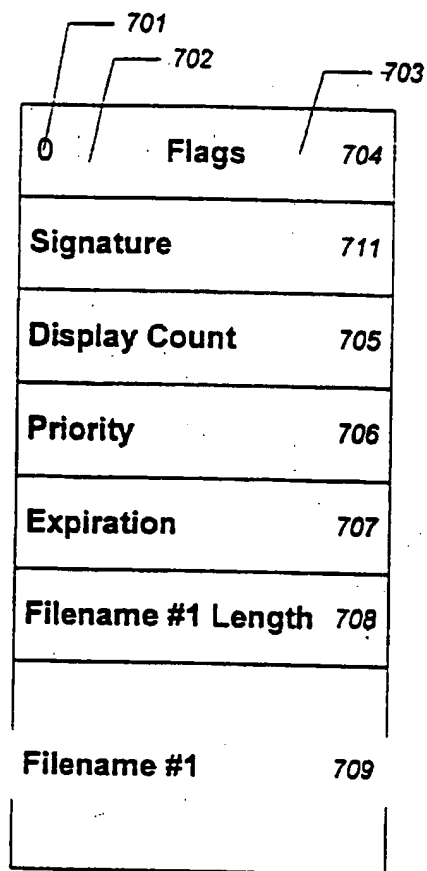 701
702
703
0 Flags 704
Signature 711
Display Count 705
Priority 706
Expiration 707
Filename #1 Length 708
Filename #1 709